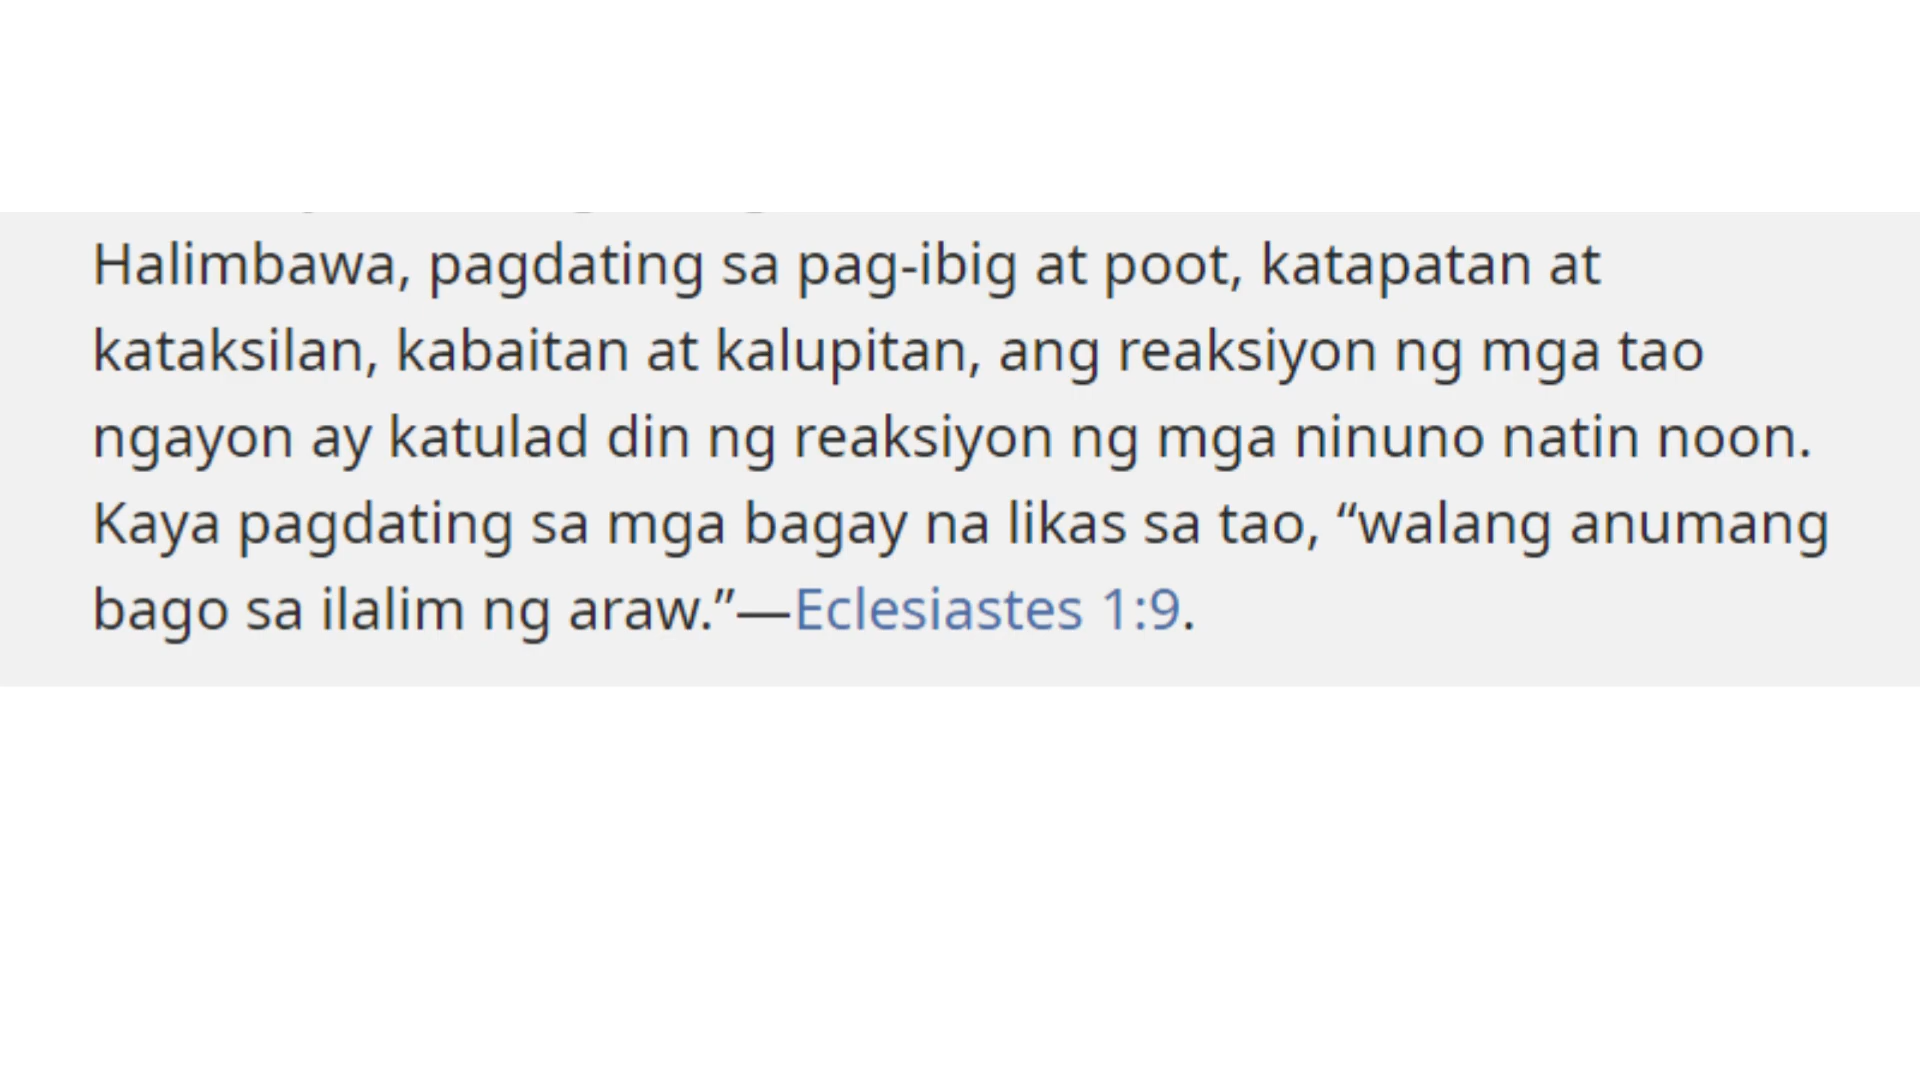 Halimbawa, pagdating sa pag-ibig at poot, katapatan at
kataksilan, kabaitan at kalupitan, ang reaksiyon ng mga tao
ngayon ay katulad din ng reaksiyon ng mga ninuno natin noon.
Kaya pagdating sa mga bagay na likas sa tao, “walang anumang
bago sa ilalim ng araw.”—Eclesiastes 1:9.